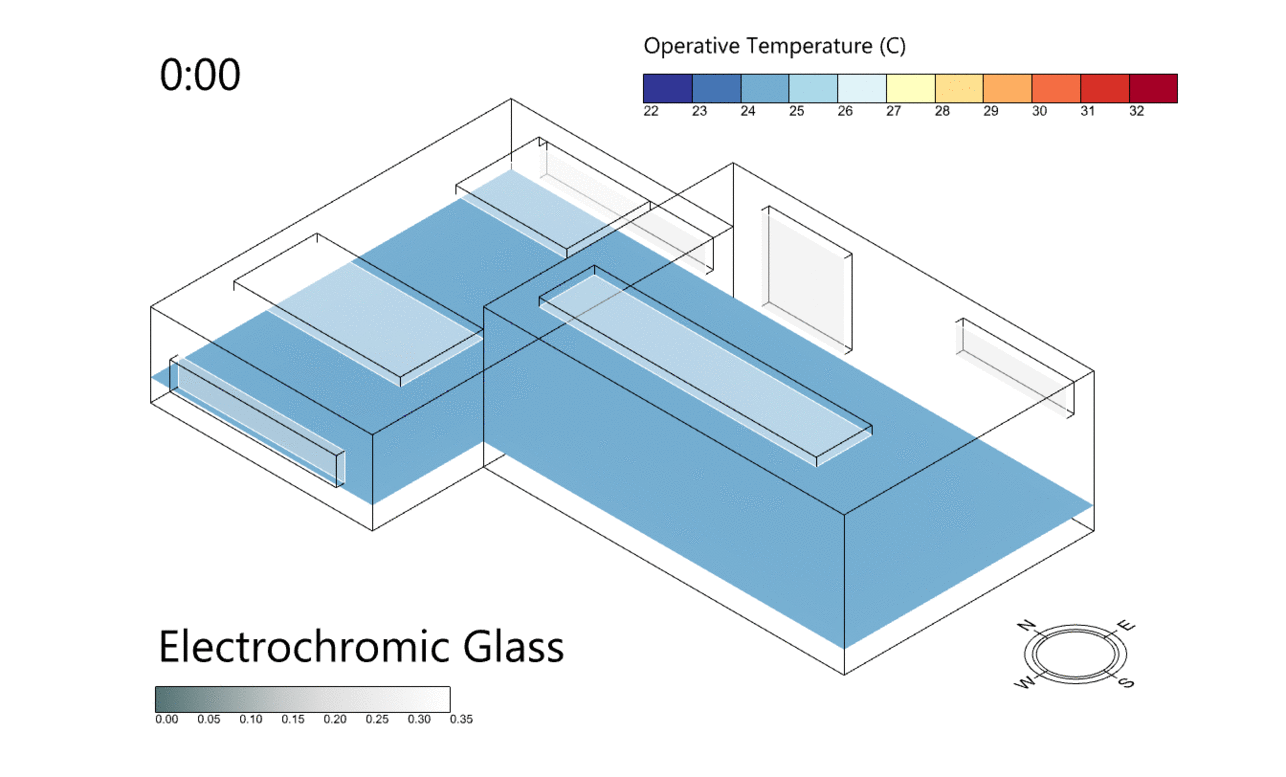 0:00
Operative Temperature (C)
22 23 24 25 26 27 28 29 30 31 32
N E
W S
Electrochromic Glass
0.00 0.05 0.10 0.15 0.20 0.25 0.30 0.35